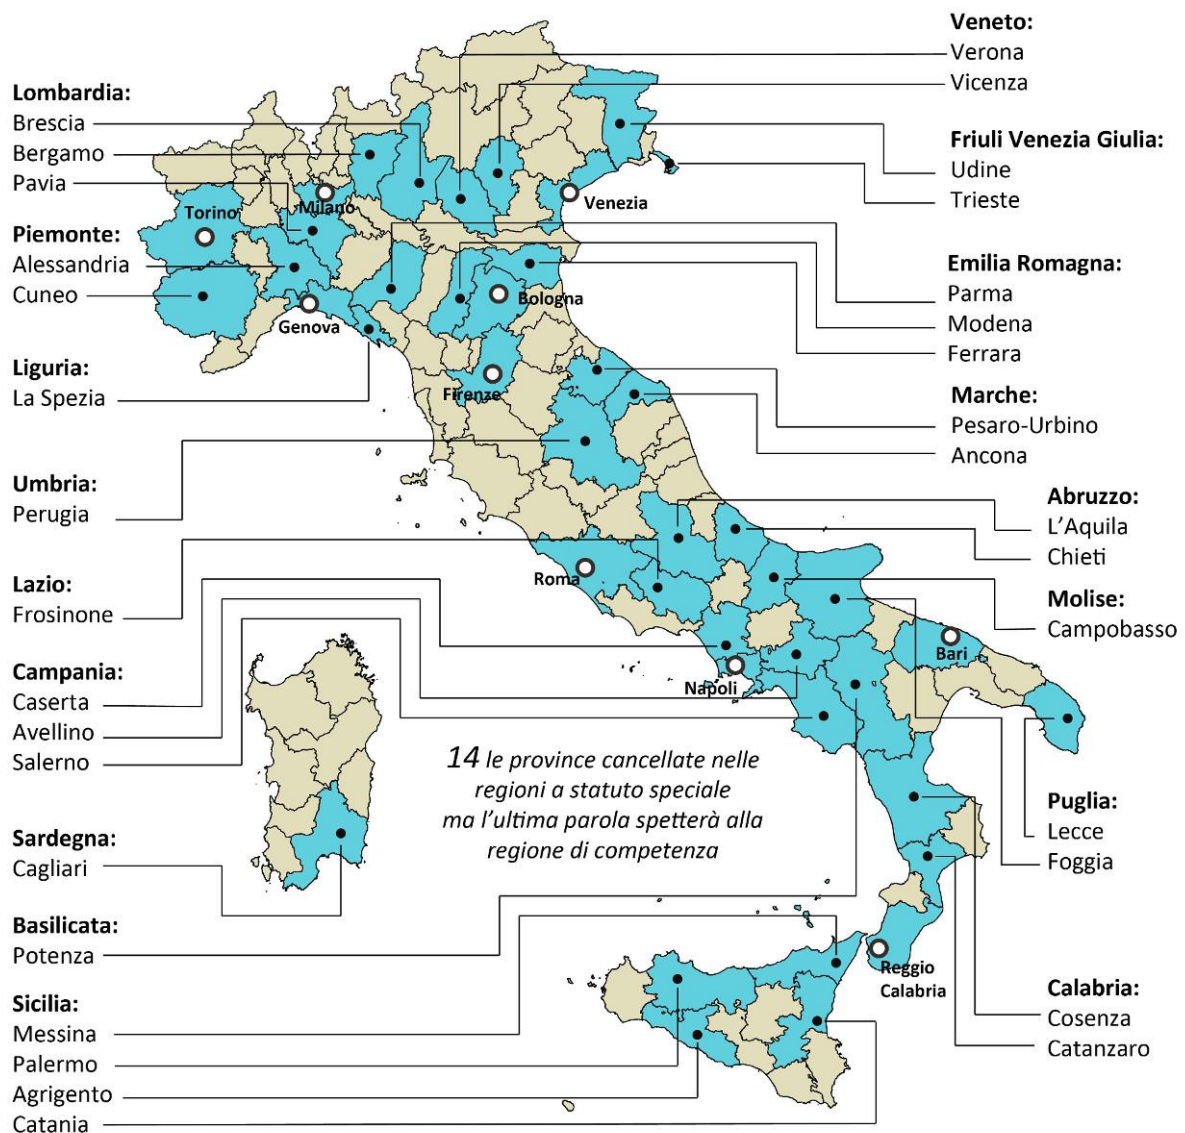 Lombardia:
Brescia
Bergamo
Pavia
Piemonte:
Alessandria
Cuneo
Liguria:
La Spezia
Umbria:
Perugia
Lazio:
Frosinone
Campania:
Caserta
Avellino
Salerno
Sardegna:
Cagliari
Basilicata:
Potenza
Sicilia:
Messina
Palermo
Agrigento
Catania
Torino
Milano
Venezia
Genova
Bologna
Firenze
Roma
Napoli
Bari
Reggio
Calabria
14 le province cancellate nelle
regioni a statuto speciale
ma l'ultima parola spetterà alla
regione di competenza
Veneto:
Verona
Vicenza
Friuli Venezia Giulia:
Udine
Trieste
Emilia Romagna:
Parma
Modena
Ferrara
Marche:
Pesaro-Urbino
Ancona
Abruzzo:
L'Aquila
Chieti
Molise:
Campobasso
Puglia:
Lecce
Foggia
Calabria:
Cosenza
Catanzaro